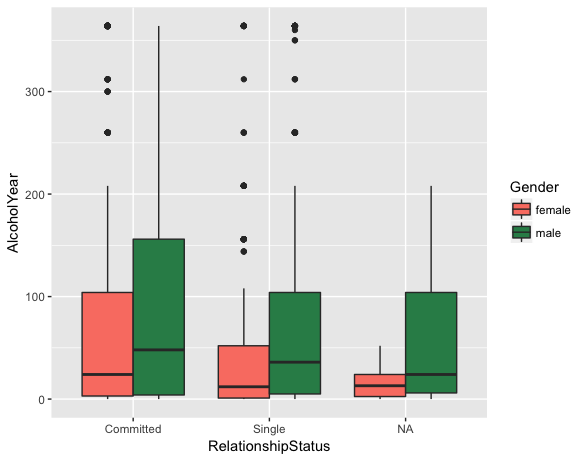 300
200
100
0
AlcoholYear
Committed
Single
NA
RelationshipStatus
Gender
female
male